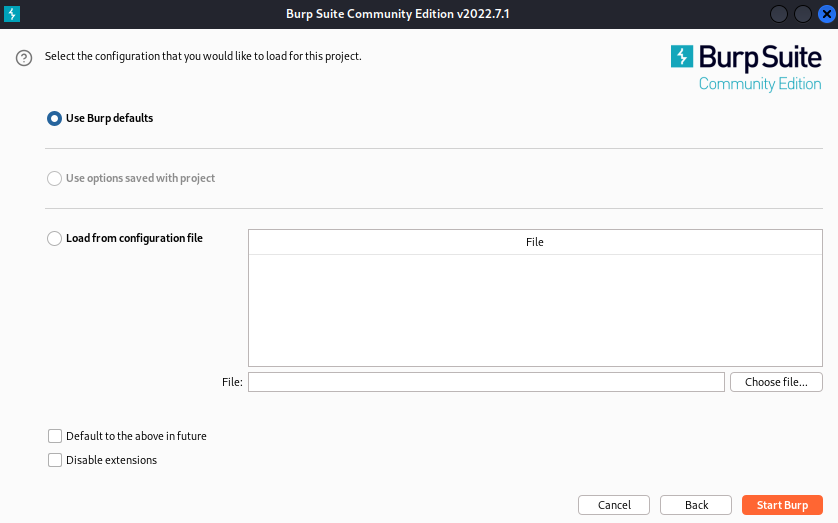 Burp Suite Community Edition v2022.7.1
Select the configuration that you would like to load for this project.
Burp Suite
Community Edition
Use Burp defaults
Use options saved with project
Load from configuration file
File
File:
Choose file...
Default to the above in future
Disable extensions
Cancel
Back
Start Burp